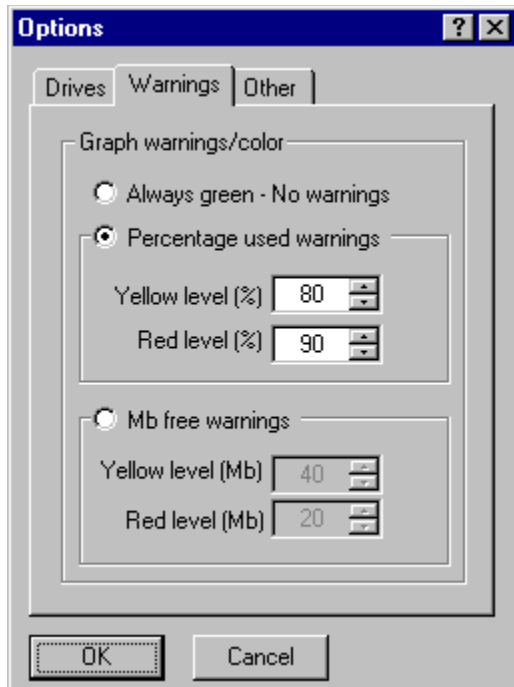 Options
Drives Warnings Other
Graph warnings/color
Always green - No warnings
Percentage used warnings
Yellow level (%) 80
Red level (%) 90
Mb free warnings
Yellow level (Mb) 40
Red level (Mb) 20
OK Cancel